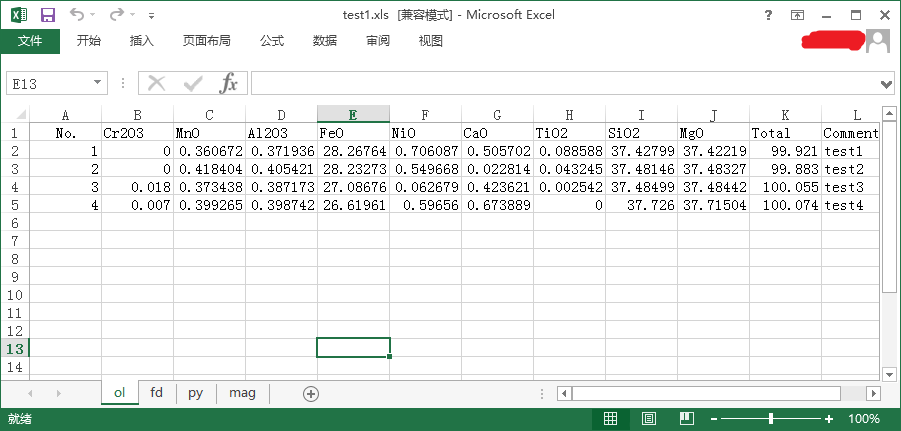 test1.xls [兼容模式] - Microsoft Excel
文件 开始 插入 页面布局 公式 数据 审阅 视图
E13 fx
A B C D E F G H I J K L
1 No. Cr2O3 MnO Al2O3 FeO NiO CaO TiO2 SiO2 MgO Total Comment
2 1 0 0.360672 0.371936 28.26764 0.706087 0.505702 0.088588 37.42799 37.42219 99.921 test1
3 2 0 0.418404 0.405421 28.23273 0.549668 0.022814 0.043245 37.48146 37.48327 99.883 test2
4 3 0.018 0.373438 0.387173 27.08676 0.062679 0.423621 0.002542 37.48499 37.48442 100.055 test3
5 4 0.007 0.399265 0.398742 26.61961 0.59656 0.673889 0 37.726 37.71504 100.074 test4
6
7
8
9
10
11
12
13
14
ol fd py mag
就绪 100%